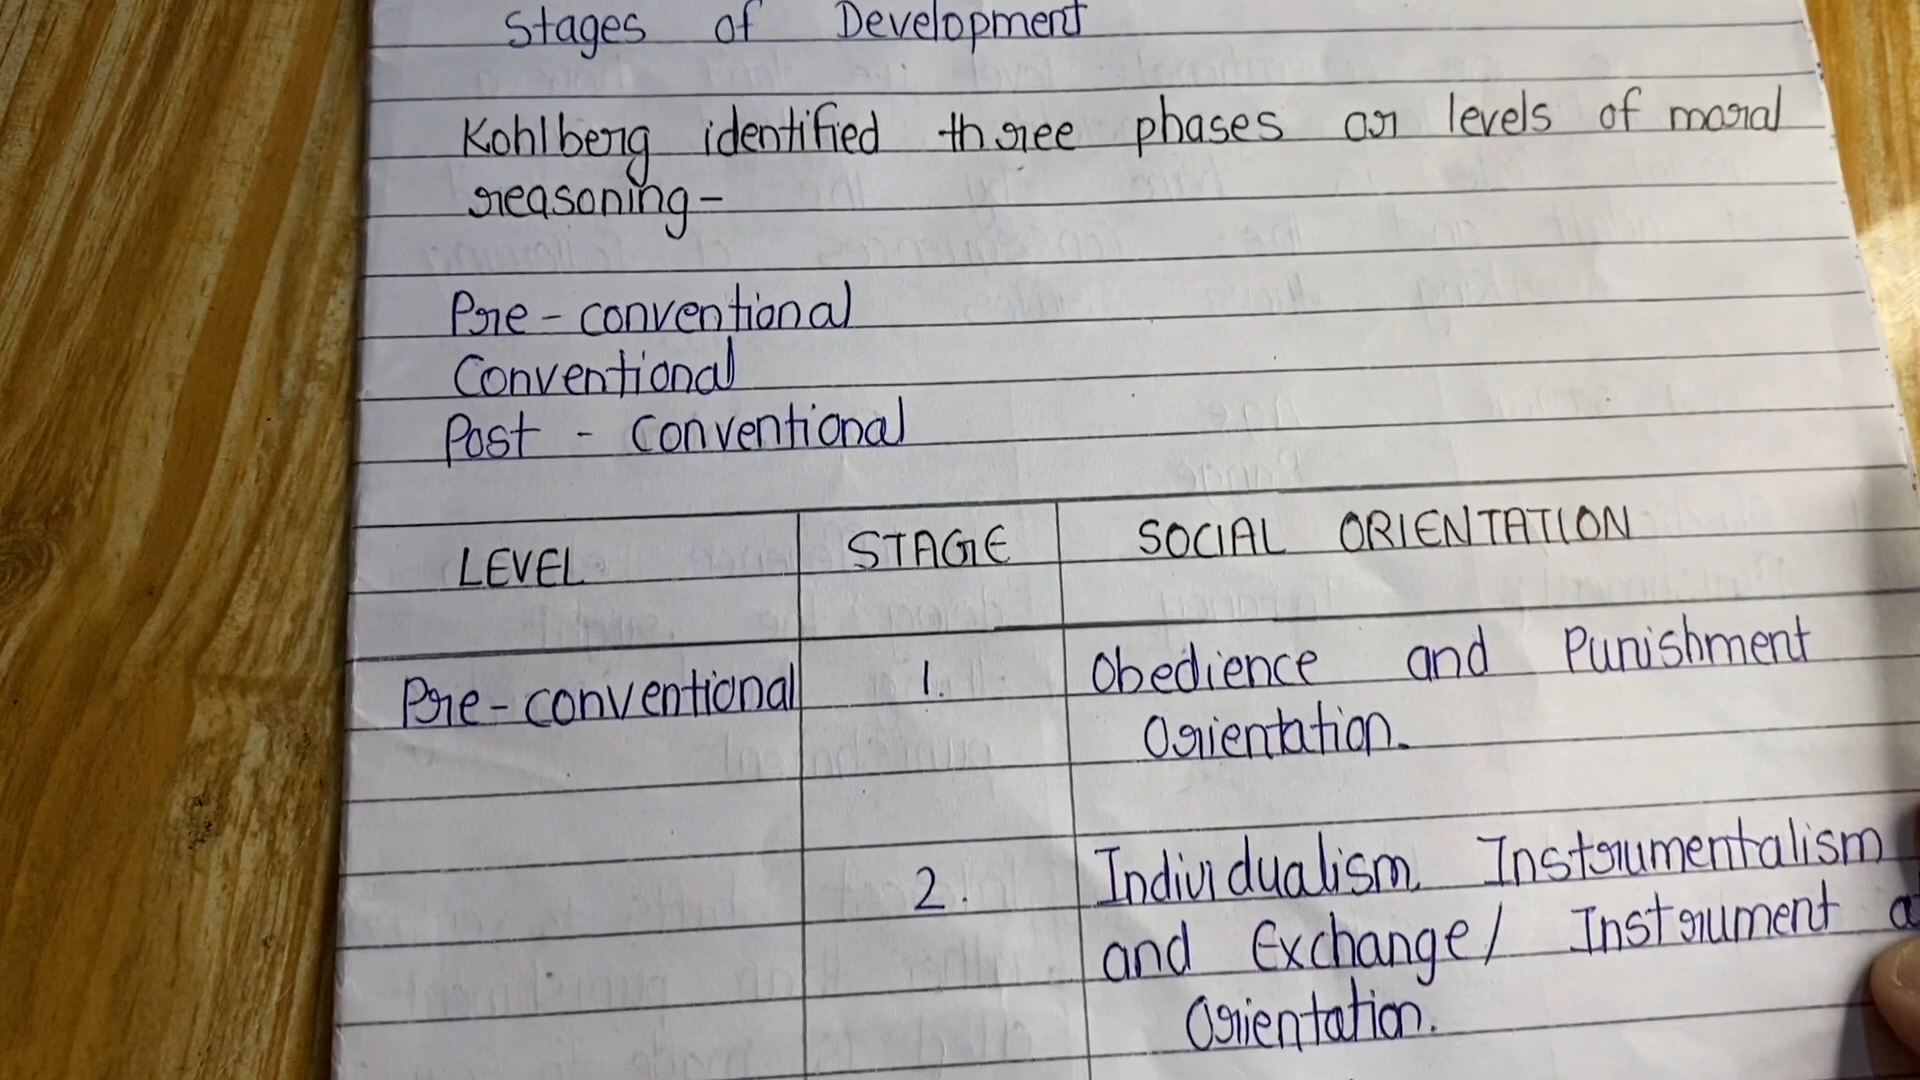 Stages of Development
Kohlberg identified three phases or levels of moral
reasoning-
Pre-conventional
Conventional
Post - Conventional
LEVEL STAGE SOCIAL ORIENTATION
Pre-conventional 1. Obedience and Punishment
Orientation.
2. Individualism Instrumentalism
and Exchange/ Instrument
Orientation.